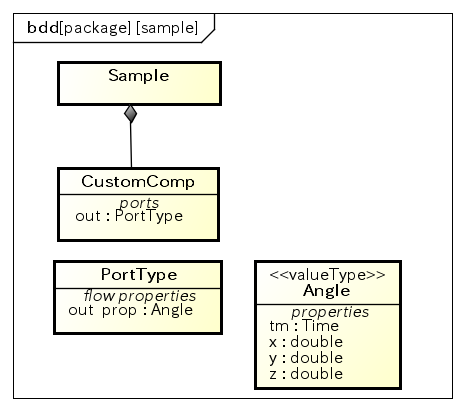 bdd[package] [sample]
Sample
CustomComp
ports
out : PortType
PortType
flow properties
out prop : Angle
<<valueType>>
Angle
properties
tm : Time
x : double
y : double
z : double